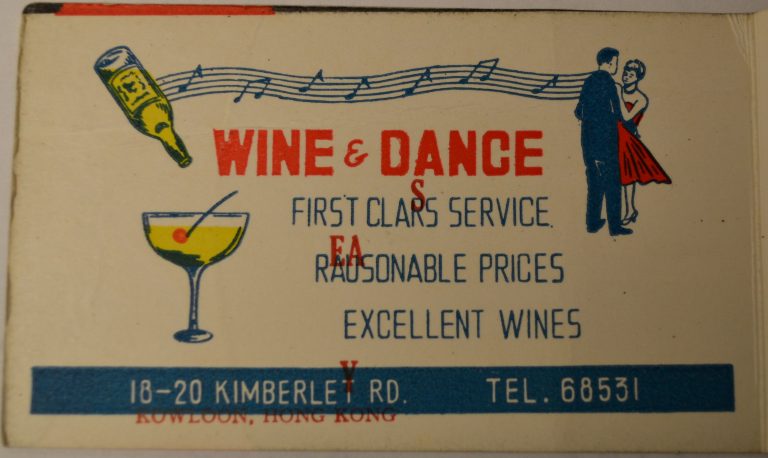 WINE & DANCE
S
FIRST CLARS SERVICE.
EA
RAUSONABLE PRICES
EXCELLENT WINES
Y
18-20 KIMBERLET RD. TEL. 68531
KOWLOON, HONG KONG